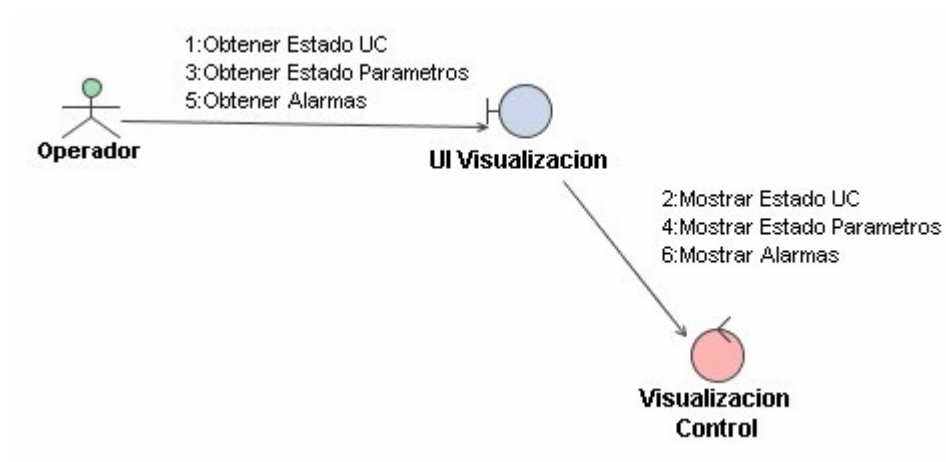 1:Obtener Estado UC
3:Obtener Estado Parametros
5:Obtener Alarmas
Operador
UI Visualizacion
2:Mostrar Estado UC
4:Mostrar Estado Parametros
6:Mostrar Alarmas
Visualizacion
Control